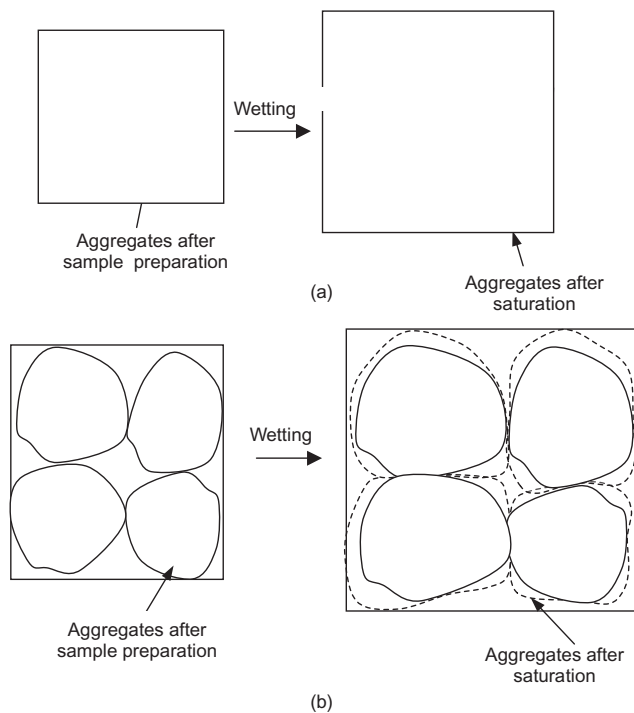 Wetting
Aggregates after
sample preparation
Aggregates after
saturation
(a)
Wetting
Aggregates after
sample preparation
Aggregates after
saturation
(b)